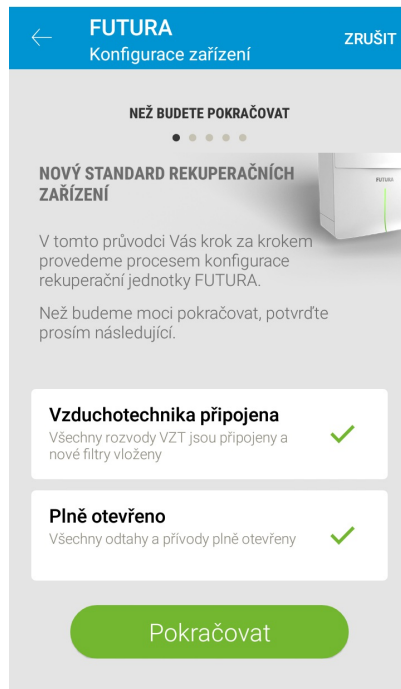 FUTURA
Konfigurace zařízení
ZRUŠIT
NEŽ BUDETE POKRAČOVAT
NOVÝ STANDARD REKUPERAČNÍCH
ZAŘÍZENÍ
FUTURA
V tomto průvodci Vás krok za krokem
provedeme procesem konfigurace
rekuperační jednotky FUTURA.
Než budeme moci pokračovat, potvrďte
prosím následující.
Vzduchotechnika připojena
Všechny rozvody VZT jsou připojeny a
nové filtry vloženy
Plně otevřeno
Všechny odtahy a přívody plně otevřeny
Pokračovat